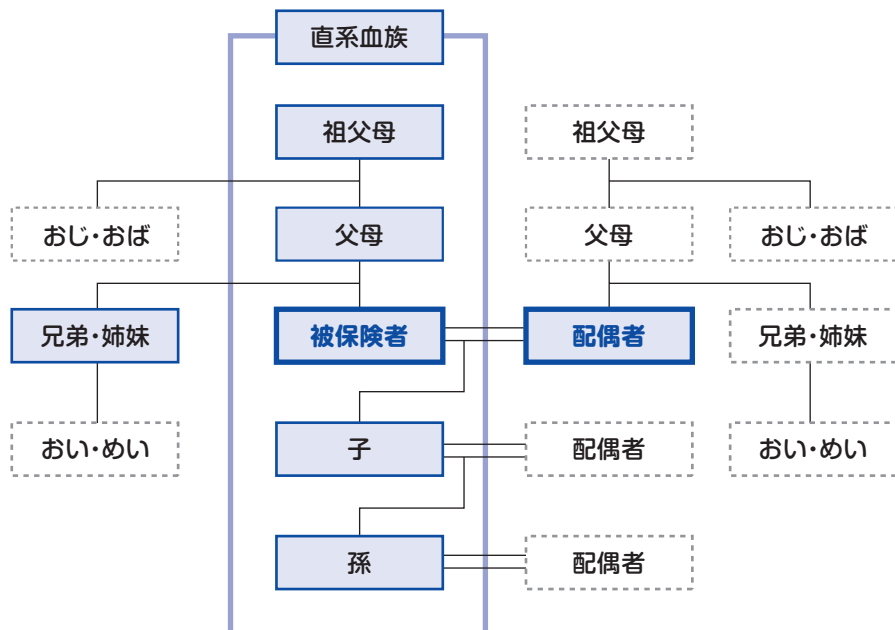 直系血族
祖父母
祖父母
おじ・おば
父母
父母
おじ・おば
兄弟・姉妹
被保険者
配偶者
兄弟・姉妹
おい・めい
子
配偶者
おい・めい
孫
配偶者